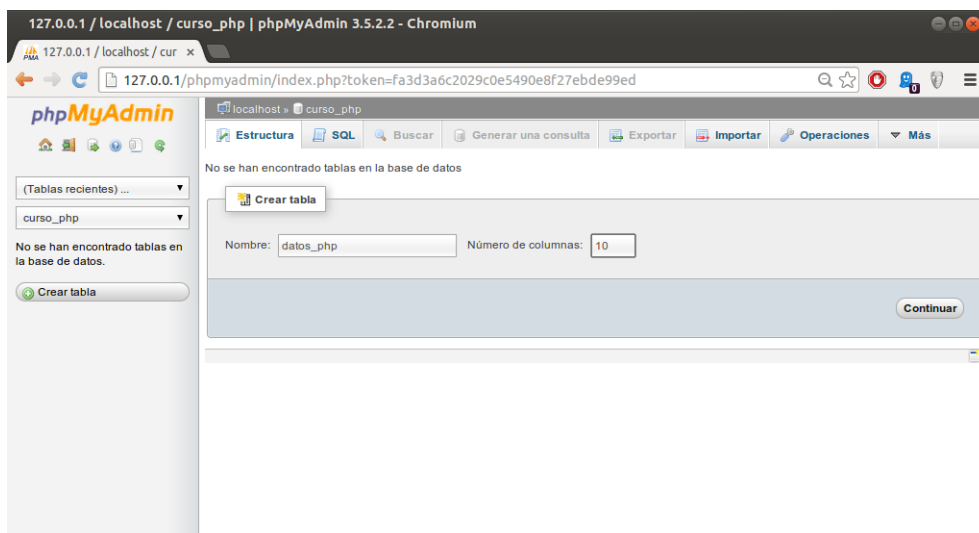 127.0.0.1 / localhost / curso_php | phpMyAdmin 3.5.2.2 - Chromium
PMA 127.0.0.1 / localhost / cur ×
127.0.0.1/phpmyadmin/index.php?token=fa3d3a6c2029c0e5490e8f27ebde99ed
0
phpMyAdmin
(Tablas recientes) ...
curso_php
No se han encontrado tablas en
la base de datos.
Crear tabla
localhost » curso_php
Estructura SQL Buscar Generar una consulta Exportar Importar Operaciones Más
No se han encontrado tablas en la base de datos
Crear tabla
Nombre: datos_php Número de columnas: 10
Continuar